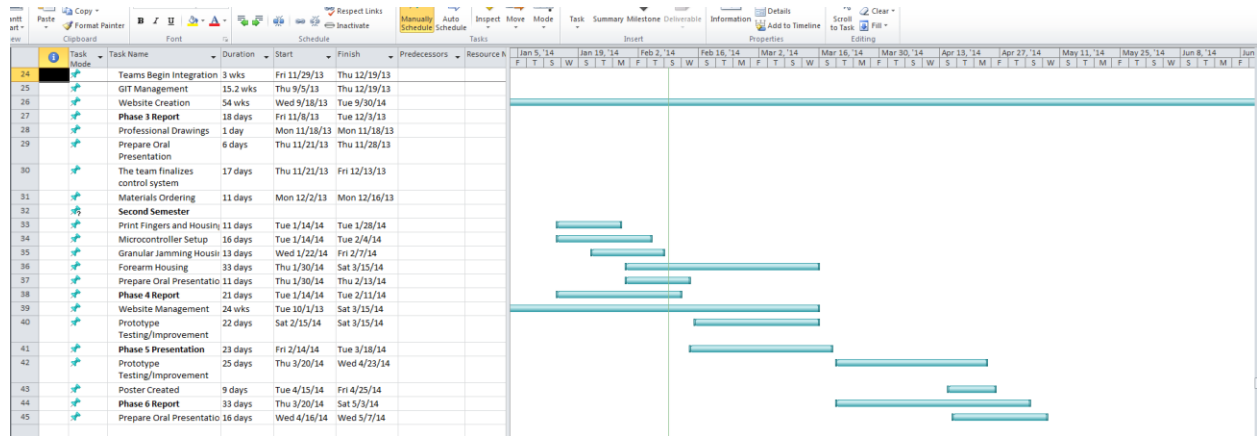 Copy
Respect Links
Details
Clear
Paste
Format Painter
B I U
Inactivate
Manually Schedule
Auto Schedule
Inspect Move Mode
Task Summary Milestone Deliverable
Information
Add to Timeline
Scroll to Task
Fill
Clipboard Font Schedule Tasks Insert Properties Editing
Task Mode Task Name Duration Start Finish Predecessors Resource N
Jan 5, '14 Jan 19, '14 Feb 2, '14 Feb 16, '14 Mar 2, '14 Mar 16, '14 Mar 30, '14 Apr 13, '14 Apr 27, '14 May 11, '14 May 25, '14 Jun 8, '14 Jun
F T S W S T M F T S W S T M F T S W S T M F T S W S T M F T S W S T M F T S W S T M F
24 Teams Begin Integration 3 wks Fri 11/29/13 Thu 12/19/13
25 GIT Management 15.2 wks Thu 9/5/13 Thu 12/19/13
26 Website Creation 54 wks Wed 9/18/13 Tue 9/30/14
27 Phase 3 Report 18 days Fri 11/8/13 Tue 12/3/13
28 Professional Drawings 1 day Mon 11/18/13 Mon 11/18/13
29 Prepare Oral Presentation 6 days Thu 11/21/13 Thu 11/28/13
30 The team finalizes control system 17 days Thu 11/21/13 Fri 12/13/13
31 Materials Ordering 11 days Mon 12/2/13 Mon 12/16/13
32 Second Semester
33 Print Fingers and Housing 11 days Tue 1/14/14 Tue 1/28/14
34 Microcontroller Setup 16 days Tue 1/14/14 Tue 2/4/14
35 Granular Jamming Housin 13 days Wed 1/22/14 Fri 2/7/14
36 Forearm Housing 33 days Thu 1/30/14 Sat 3/15/14
37 Prepare Oral Presentatio 11 days Thu 1/30/14 Thu 2/13/14
38 Phase 4 Report 21 days Tue 1/14/14 Tue 2/11/14
39 Website Management 24 wks Tue 10/1/13 Sat 3/15/14
40 Prototype Testing/Improvement 22 days Sat 2/15/14 Sat 3/15/14
41 Phase 5 Presentation 23 days Fri 2/14/14 Tue 3/18/14
42 Prototype Testing/Improvement 25 days Thu 3/20/14 Wed 4/23/14
43 Poster Created 9 days Tue 4/15/14 Fri 4/25/14
44 Phase 6 Report 33 days Thu 3/20/14 Sat 5/3/14
45 Prepare Oral Presentatio 16 days Wed 4/16/14 Wed 5/7/14